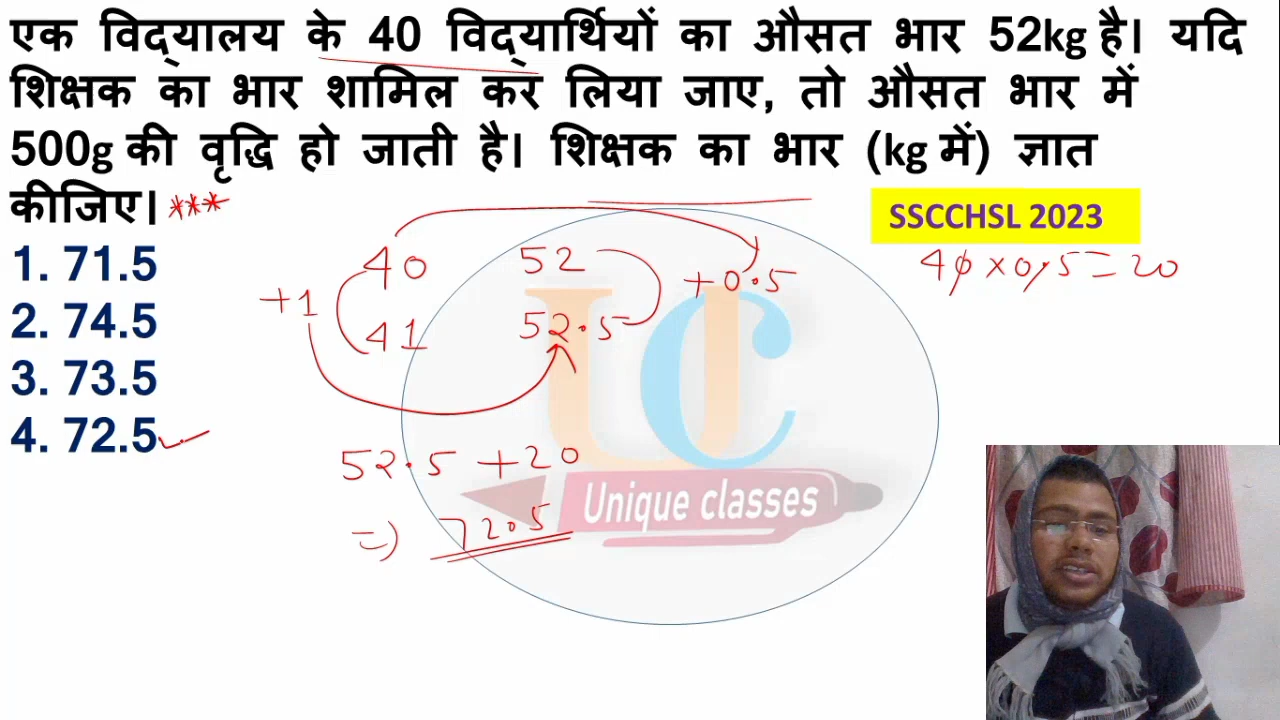 एक विद्यालय के 40 विद्यार्थियों का औसत भार 52kg है। यदि
शिक्षक का भार शामिल कर लिया जाए, तो औसत भार में
500g की वृद्धि हो जाती है। शिक्षक का भार (kg में) ज्ञात
कीजिए। ***
SSCCHSL 2023
1. 71.5
2. 74.5
3. 73.5
4. 72.5
40 52 +0.5
40 × 0.5 = 20
+1
41 52.5
52.5 + 20
=) 72.5
UC
Unique classes